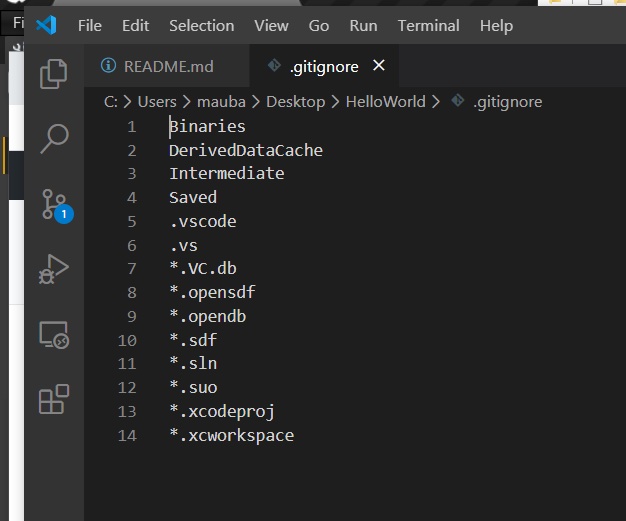 Fi
File Edit Selection View Go Run Terminal Help
README.md .gitignore
C: > Users > mauba > Desktop > HelloWorld > .gitignore
1 Binaries
2 DerivedDataCache
3 Intermediate
4 Saved
5 .vscode
6 .vs
7 *.VC.db
8 *.opensdf
9 *.opendb
10 *.sdf
11 *.sln
12 *.suo
13 *.xcodeproj
14 *.xcworkspace
1